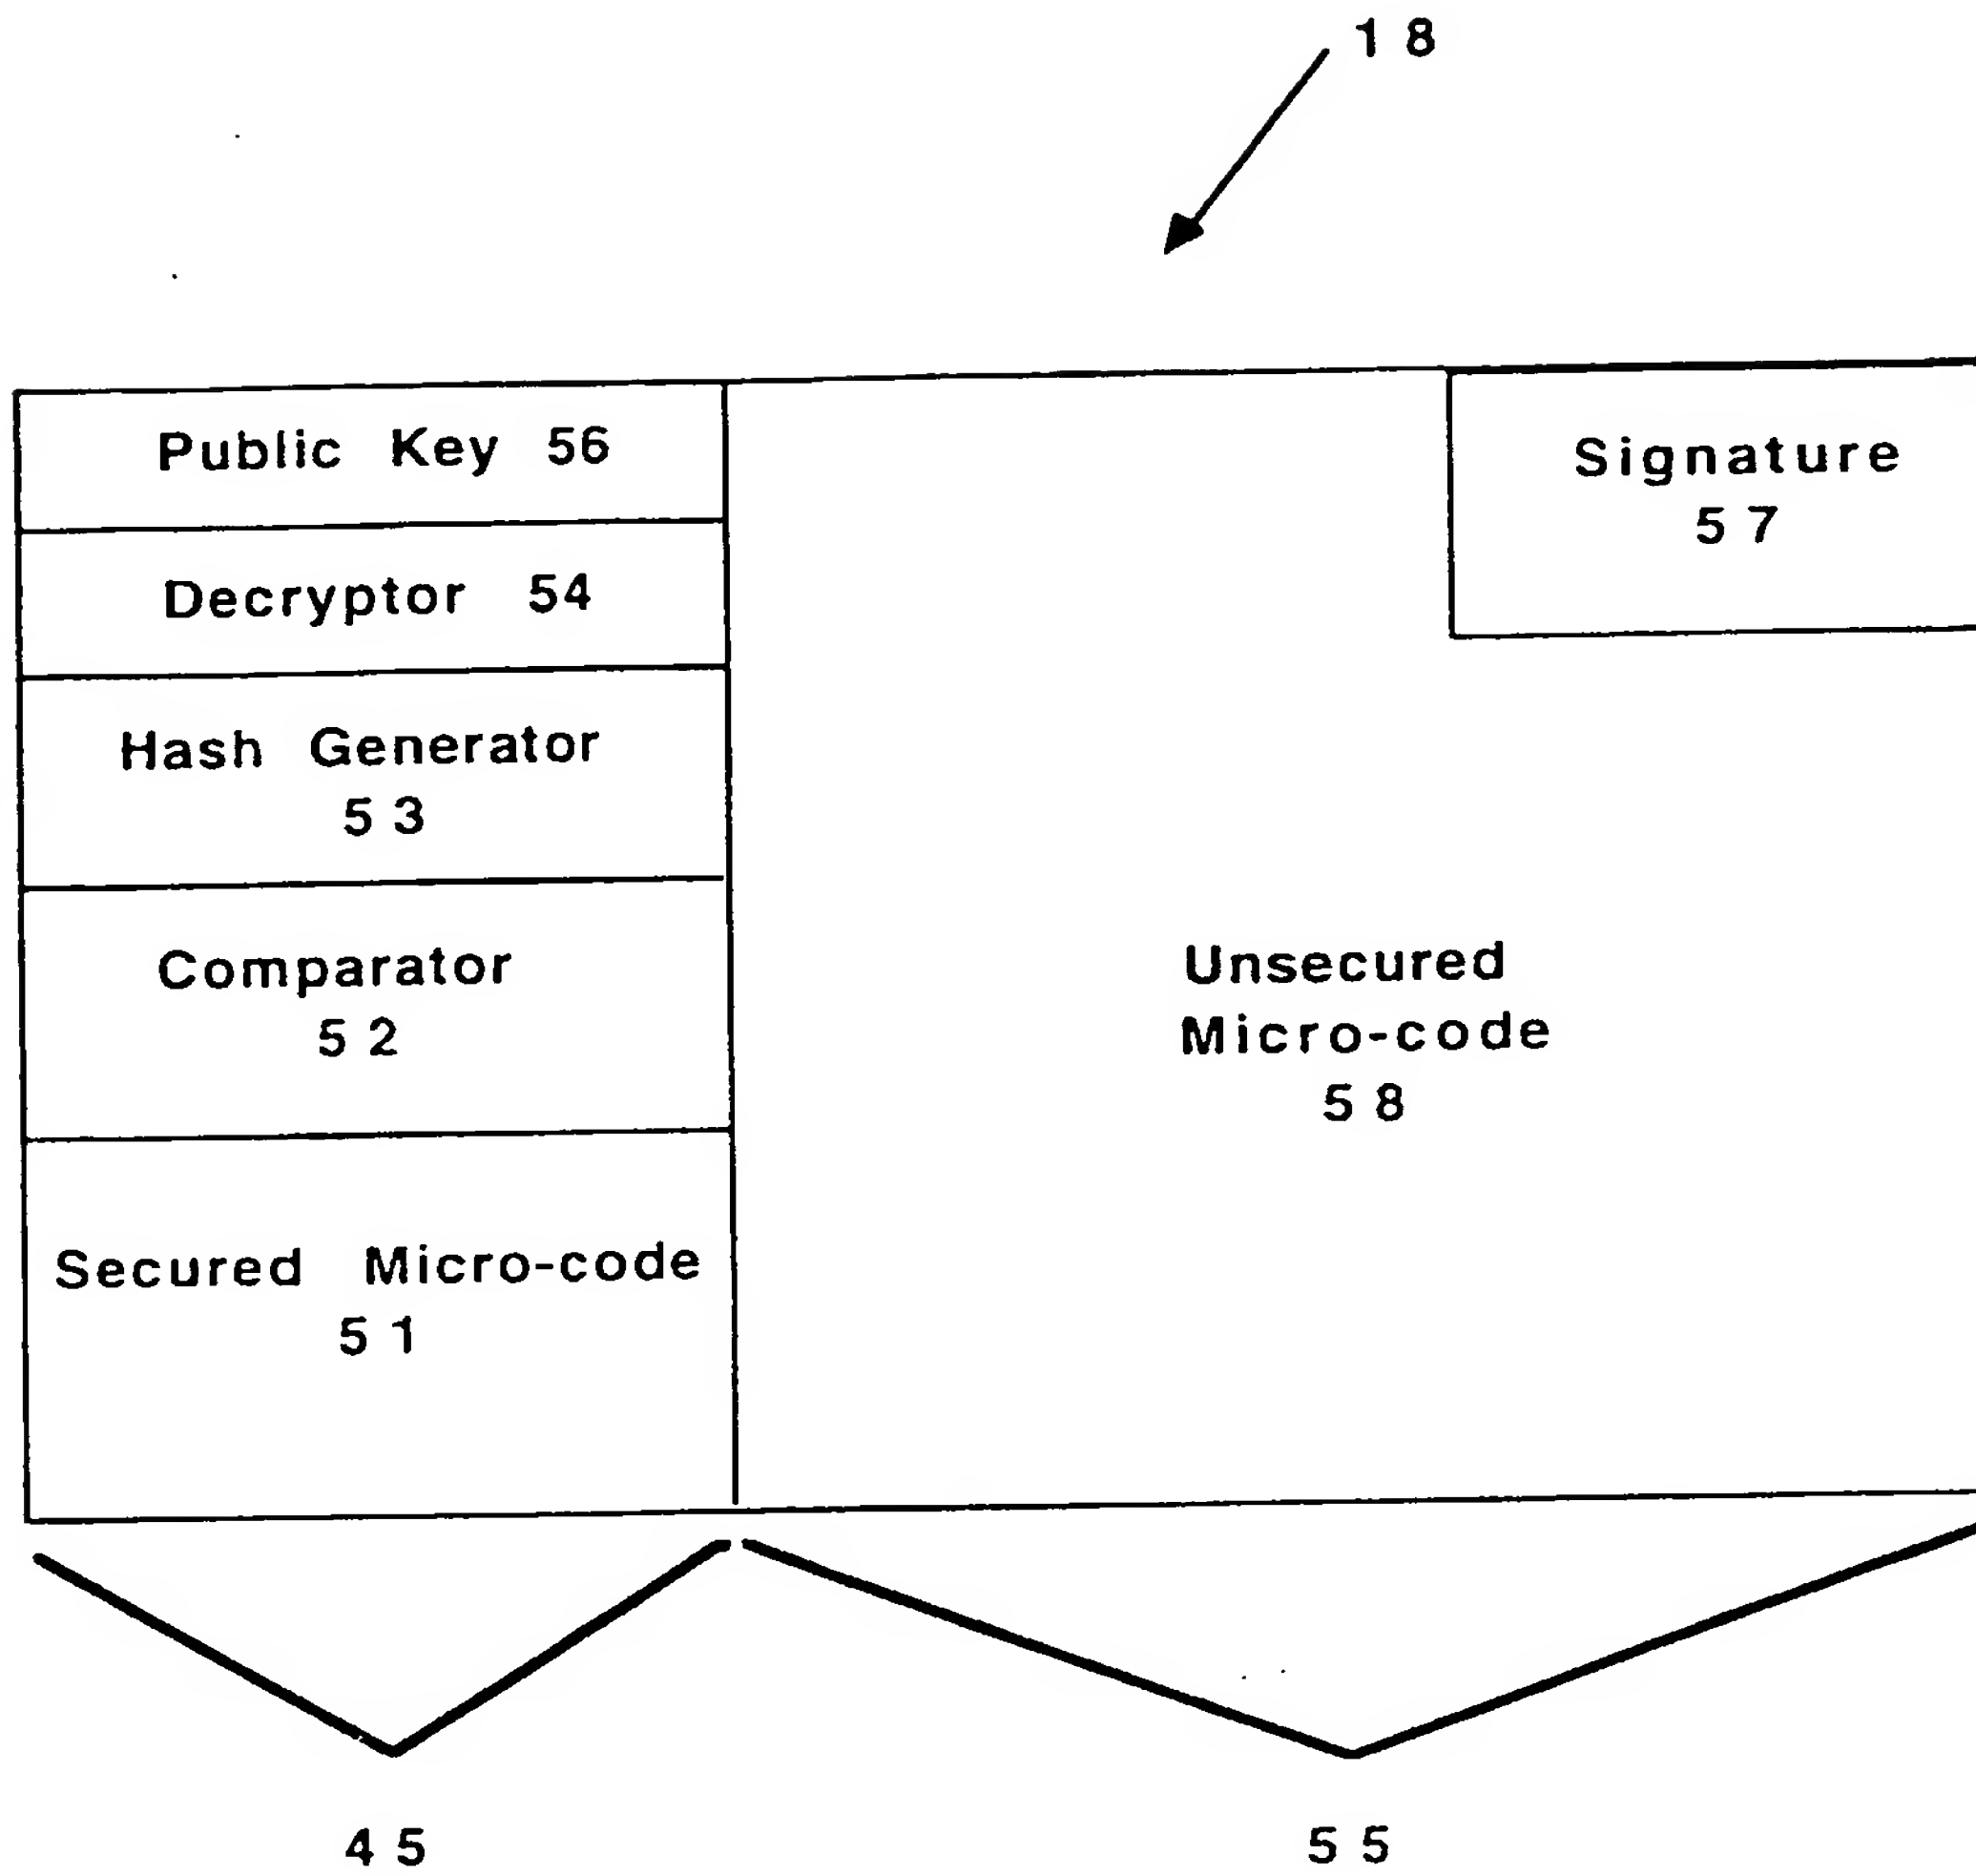 18
Public Key 56
Decryptor 54
Hash Generator
53
Comparator
52
Secured Micro-code
51
Signature
57
Unsecured
Micro-code
58
45
55